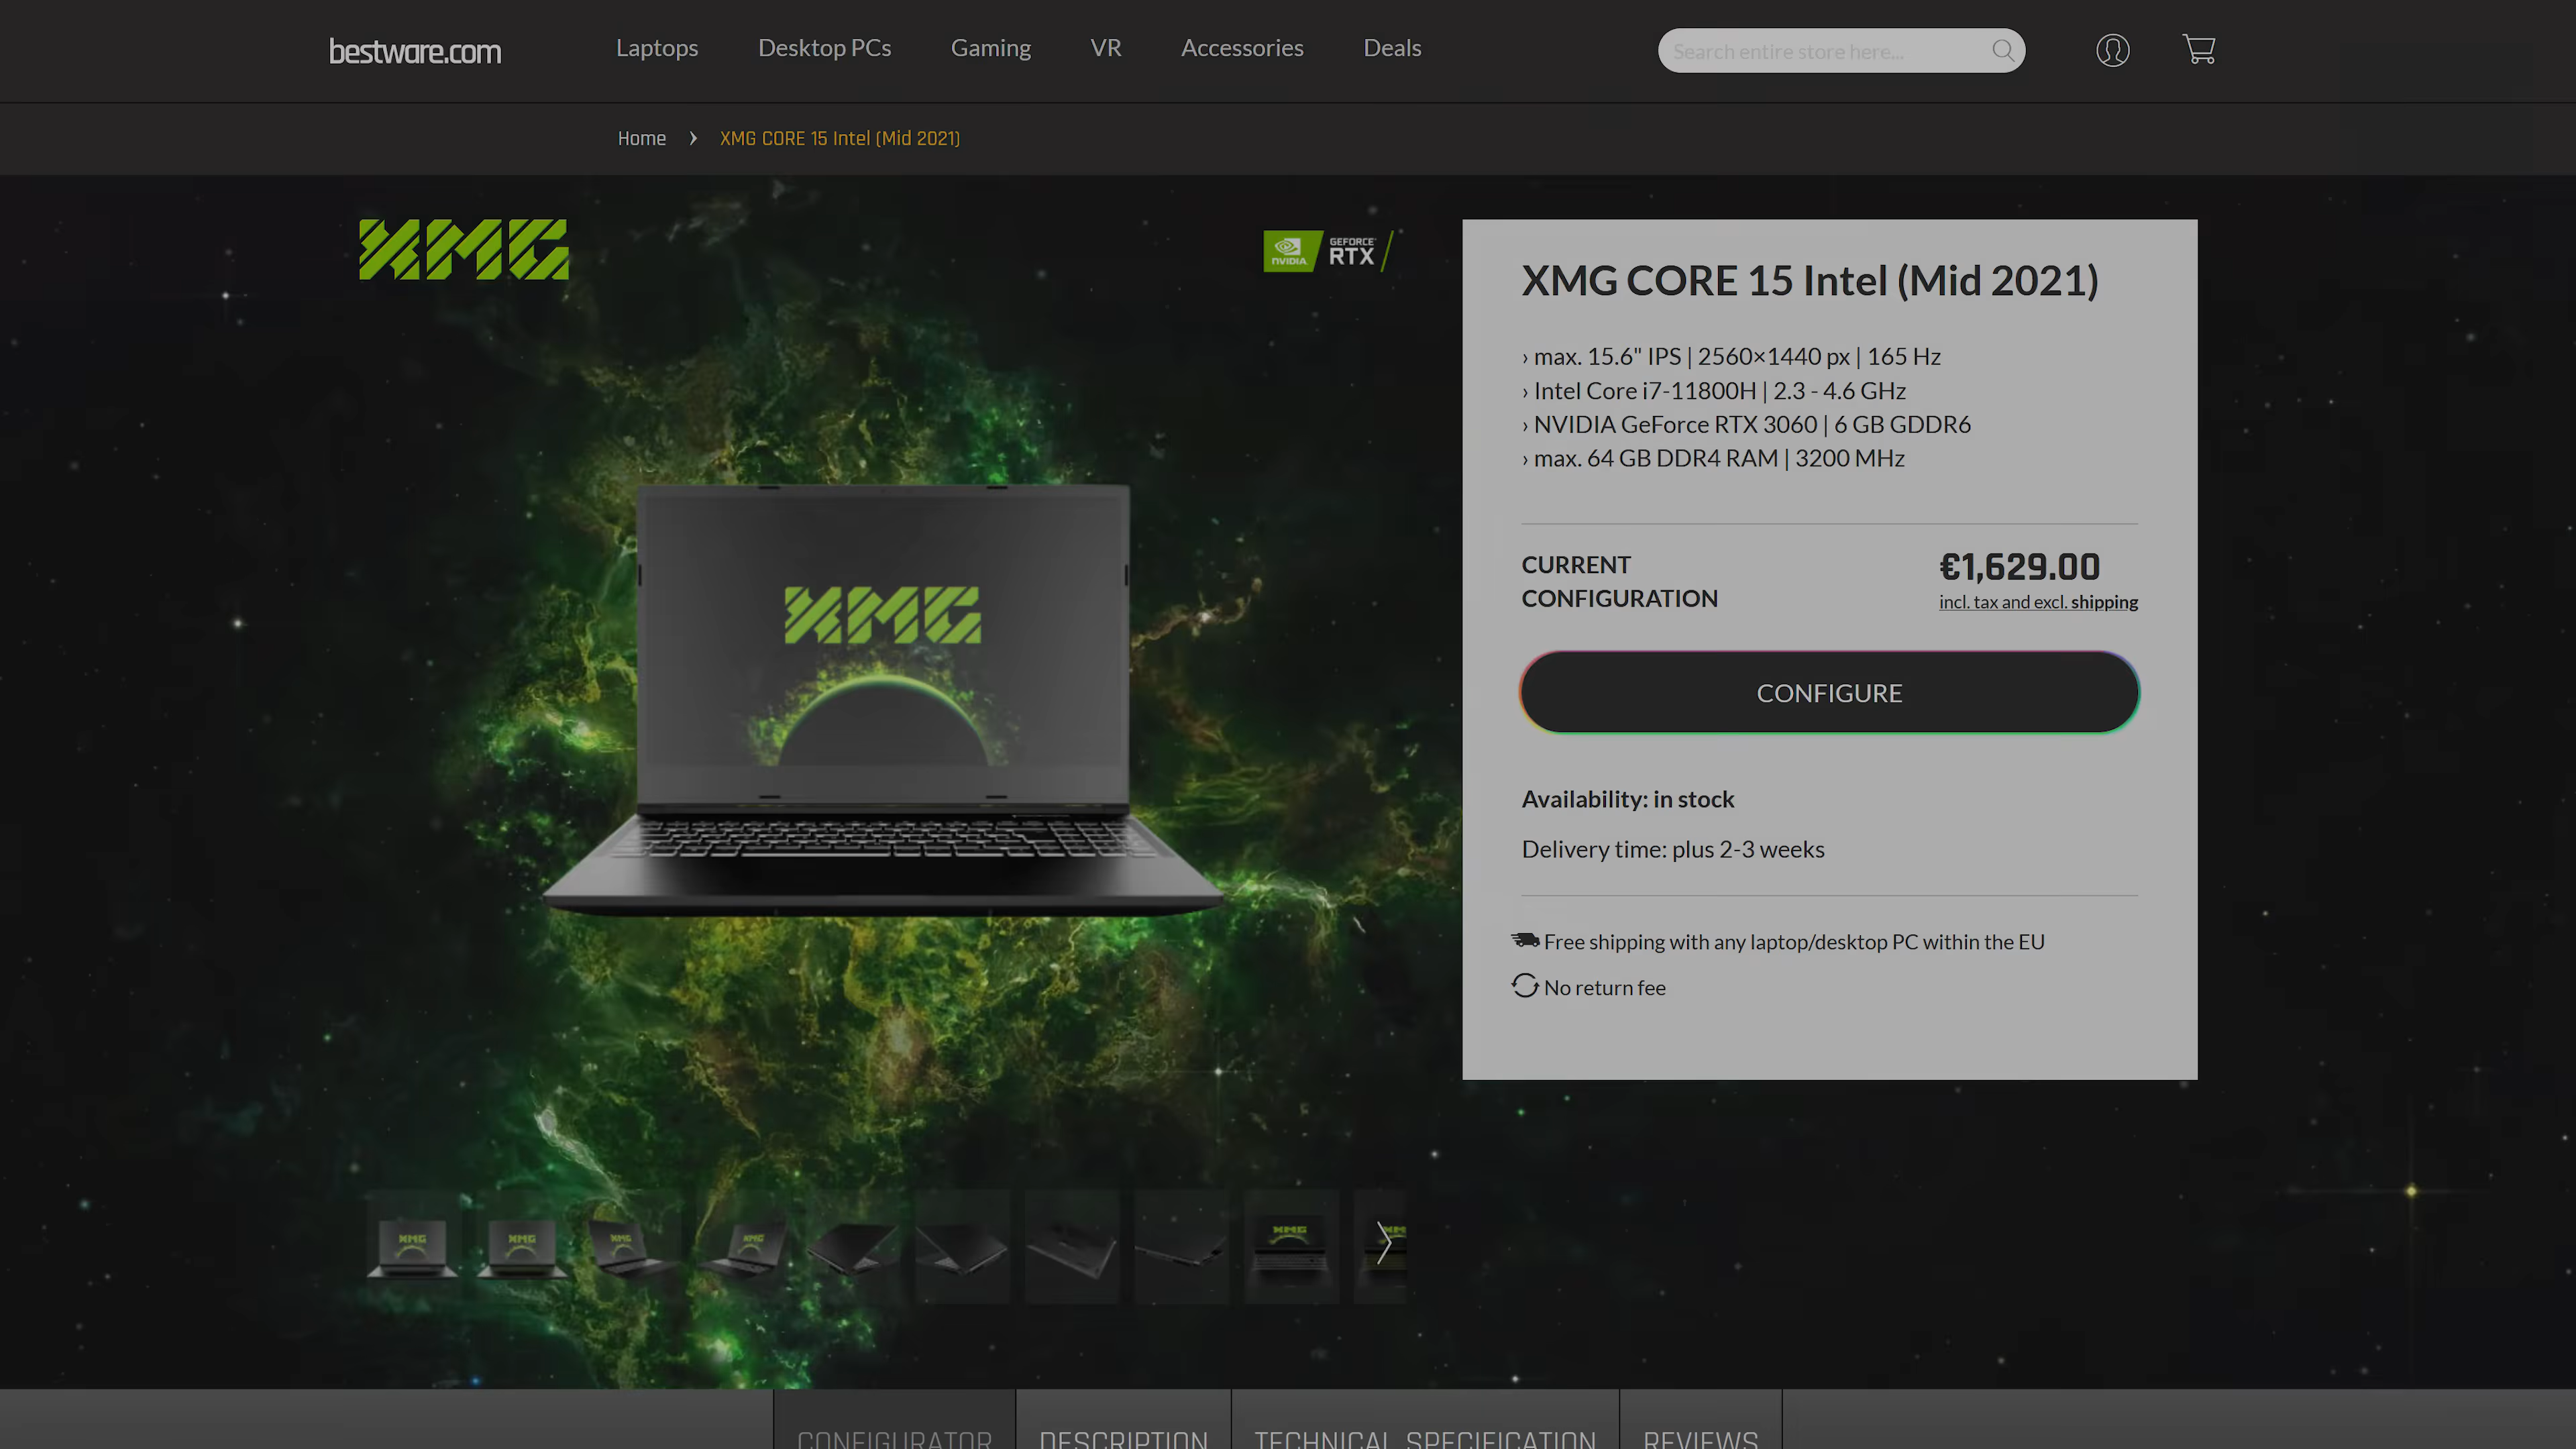 bestware.com
Laptops
Desktop PCs
Gaming
VR
Accessories
Deals
Search entire store here...
Home › XMG CORE 15 Intel (Mid 2021)
XMG
NVIDIA
GEFORCE
RTX
XMG CORE 15 Intel (Mid 2021)
› max. 15.6" IPS | 2560×1440 px | 165 Hz
› Intel Core i7-11800H | 2.3 - 4.6 GHz
› NVIDIA GeForce RTX 3060 | 6 GB GDDR6
› max. 64 GB DDR4 RAM | 3200 MHz
CURRENT
CONFIGURATION
€1,629.00
incl. tax and excl. shipping
CONFIGURE
Availability: in stock
Delivery time: plus 2-3 weeks
Free shipping with any laptop/desktop PC within the EU
No return fee
XMG
XMG
XMG
XMG
XMG
XMG
CONFIGURATOR
DESCRIPTION
TECHNICAL SPECIFICATION
REVIEWS